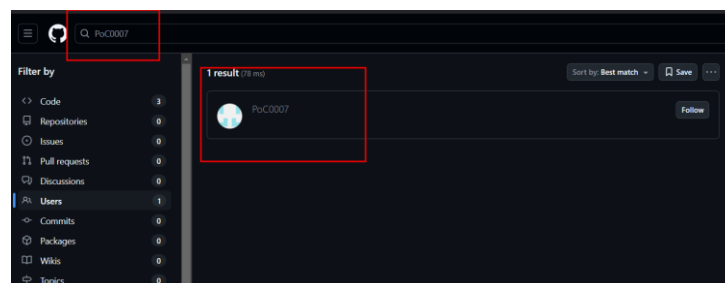 PoC0007
Filter by
1 result (78 ms)
Sort by: Best match
Save
Code 3
Repositories 0
Issues 0
Pull requests 0
Discussions 0
Users 1
Commits 0
Packages 0
Wikis 0
Topics 0
PoC0007
Follow